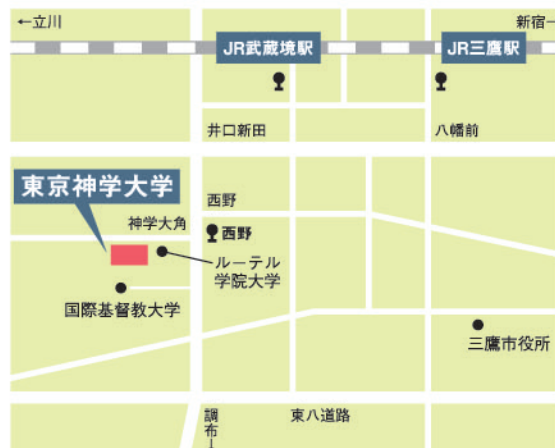 ←立川
新宿→
JR武蔵境駅
JR三鷹駅
井口新田
八幡前
東京神学大学
西野
神学大角
西野
ルーテル
学院大学
国際基督教大学
三鷹市役所
調布→
東八道路